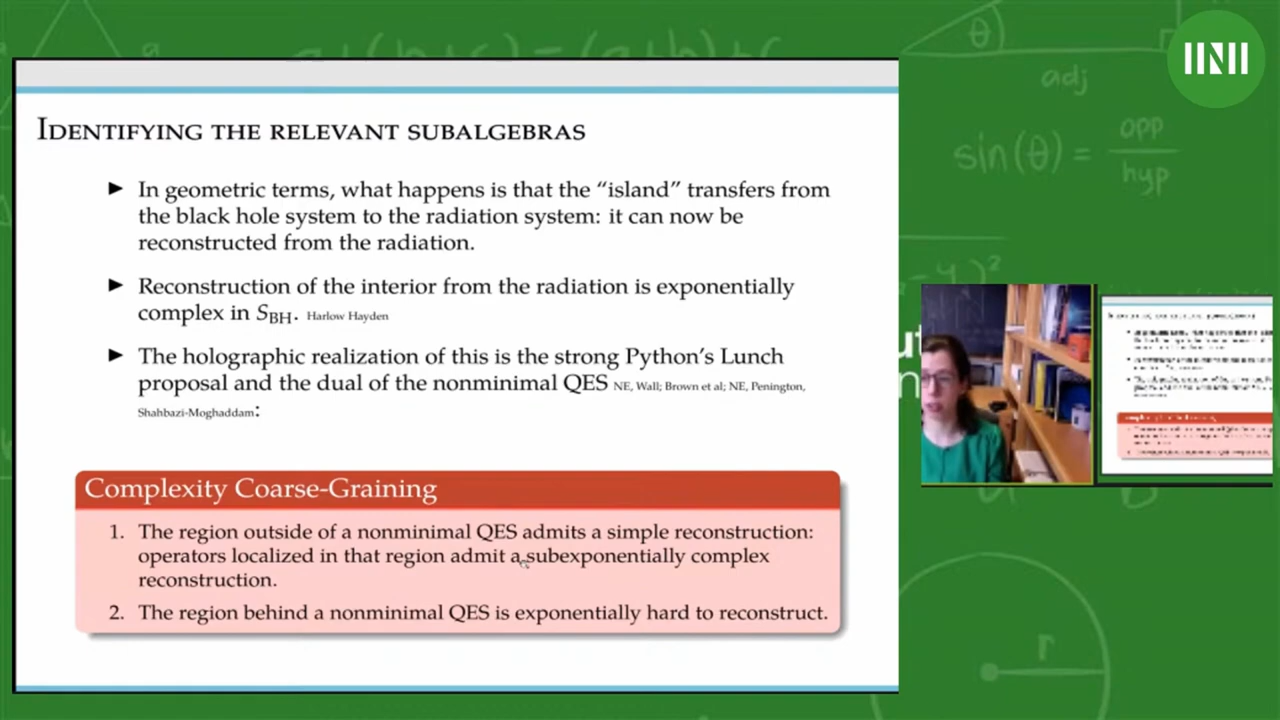 IDENTIFYING THE RELEVANT SUBALGEBRAS
► In geometric terms, what happens is that the “island” transfers from
the black hole system to the radiation system: it can now be
reconstructed from the radiation.
► Reconstruction of the interior from the radiation is exponentially
complex in SBH. Harlow Hayden
► The holographic realization of this is the strong Python’s Lunch
proposal and the dual of the nonminimal QES NE, Wall; Brown et al; NE, Penington,
Shahbazi-Moghaddam:
Complexity Coarse-Graining
1. The region outside of a nonminimal QES admits a simple reconstruction:
operators localized in that region admit a subexponentially complex
reconstruction.
2. The region behind a nonminimal QES is exponentially hard to reconstruct.
θ
adj
sin(θ) = opp
hyp
r